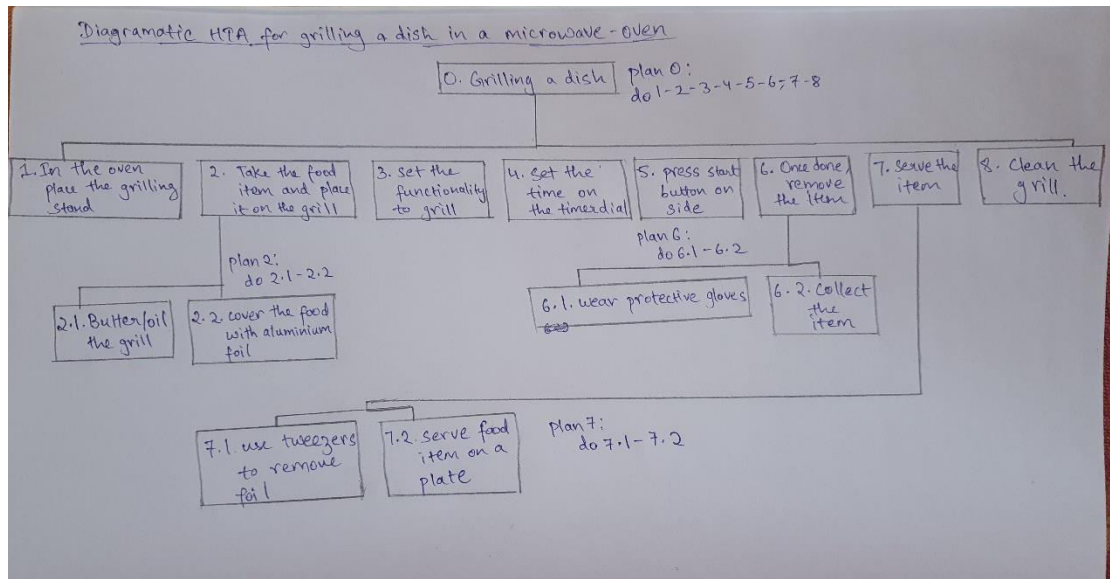 Diagramatic HTA for grilling a dish in a microwave-oven
0. Grilling a dish
plan 0:
do 1-2-3-4-5-6-7-8
1. In the oven
place the grilling
stand
2. Take the food
item and place
it on the grill
3. set the
functionality
to grill
4. set the
time on
the timerdial
5. press start
button on
side
6. Once done,
remove
the item
7. serve the
item
8. Clean the
grill.
plan 2:
do 2.1-2.2
plan 6:
do 6.1-6.2
2.1. Butter/oil
the grill
2.2. cover the food
with aluminium
foil
6.1. wear protective gloves
6.2. Collect
the
item
7.1. use tweezers
to remove
foil
7.2. serve food
item on a
plate
plan 7:
do 7.1-7.2